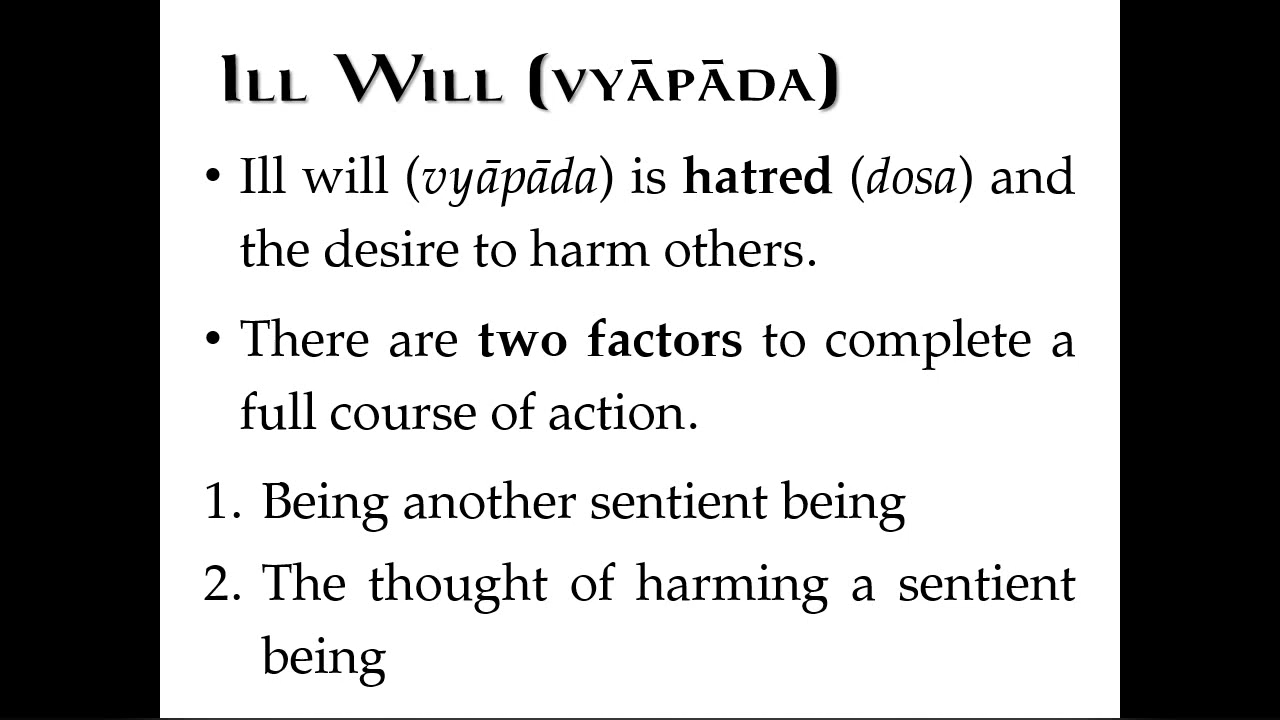 ILL WILL (VYĀPĀDA)
• Ill will (vyāpāda) is hatred (dosa) and
the desire to harm others.
• There are two factors to complete a
full course of action.
1. Being another sentient being
2. The thought of harming a sentient
being